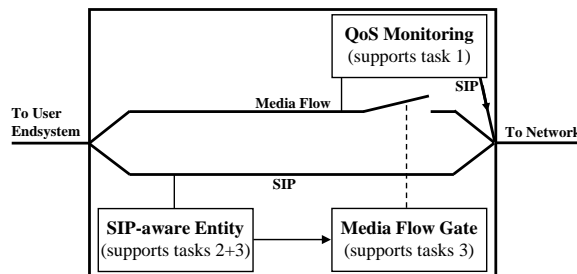 QoS Monitoring
(supports task 1)
SIP
Media Flow
To User
Endsystem
To Network
SIP
SIP-aware Entity
(supports tasks 2+3)
Media Flow Gate
(supports tasks 3)